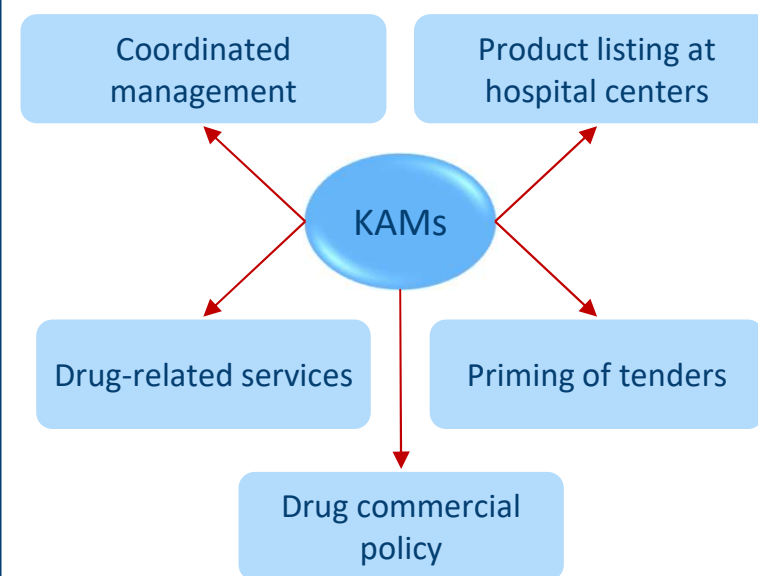 Coordinated
management
Product listing at
hospital centers
KAMs
Drug-related services
Priming of tenders
Drug commercial
policy